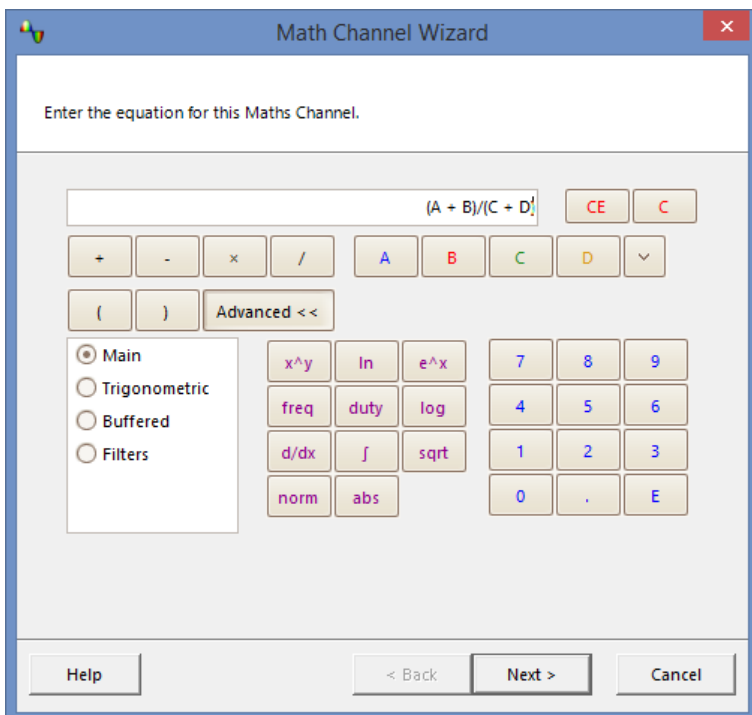 Math Channel Wizard
Enter the equation for this Maths Channel.
(A + B)/(C + D)
CE C
+ - × / A B C D
( ) Advanced <<
Main
Trigonometric
Buffered
Filters
x^y ln e^x 7 8 9
freq duty log 4 5 6
d/dx ∫ sqrt 1 2 3
norm abs 0 . E
Help < Back Next > Cancel